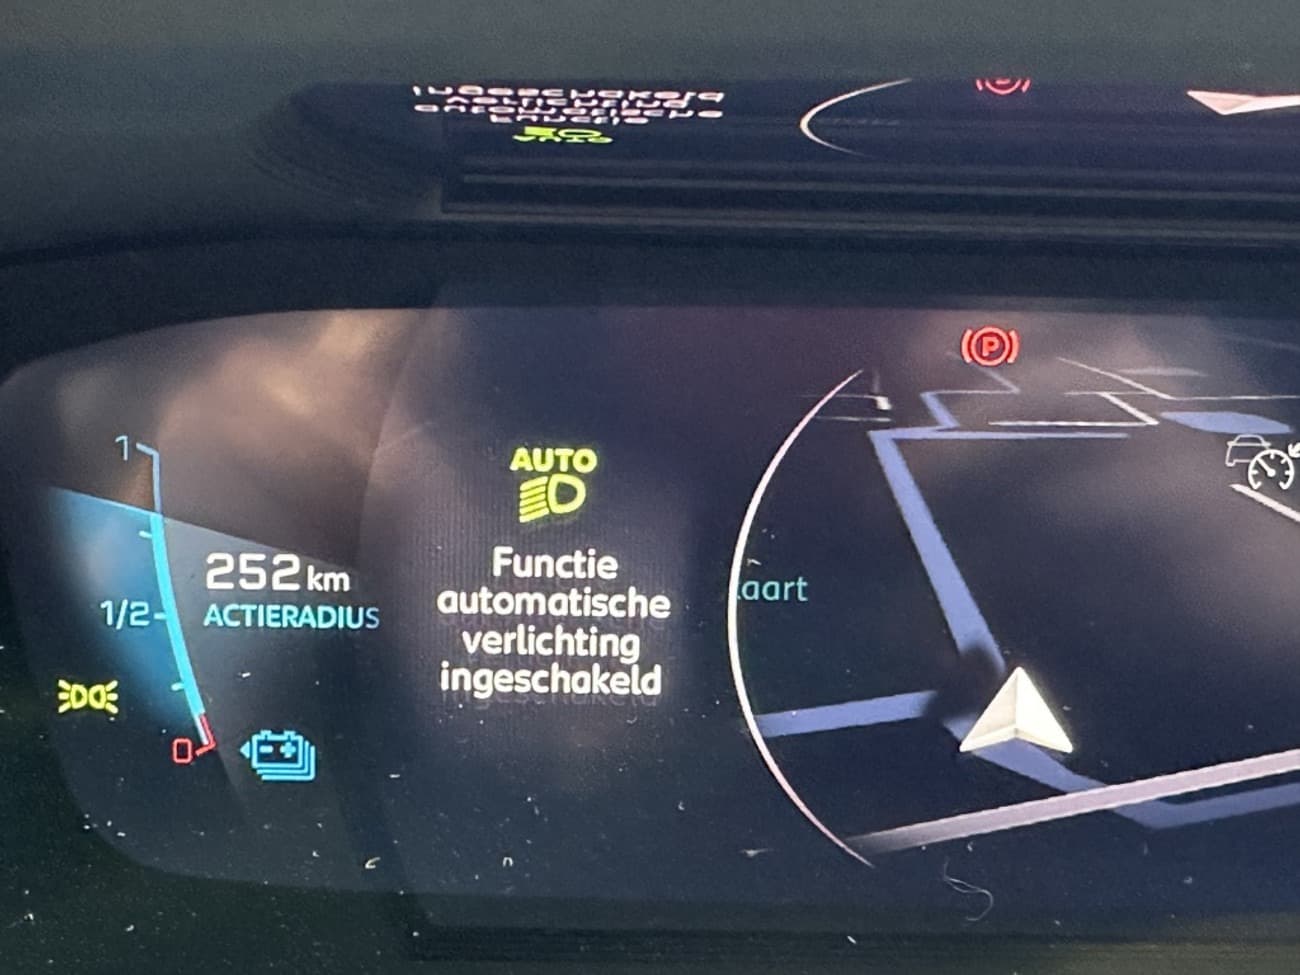 P
1
AUTO
252 km
ACTIERADIUS
1/2
0
Functie
automatische
verlichting
ingeschakeld
aart